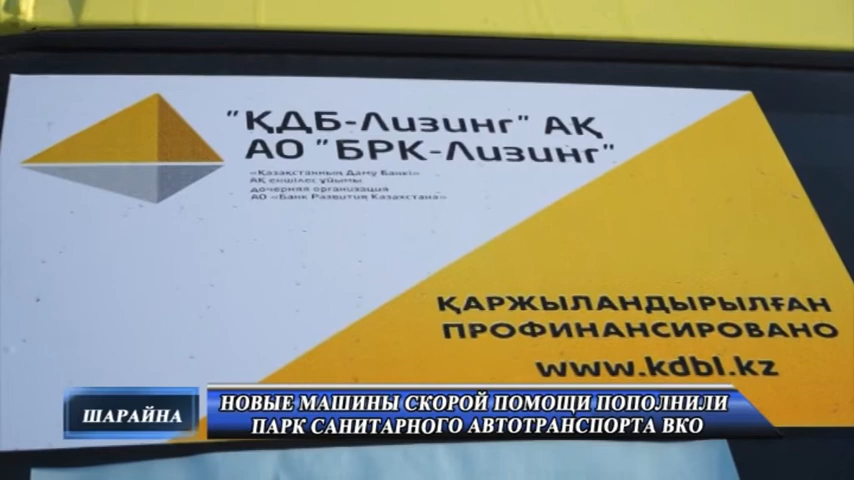 "ҚДБ-Лизинг" АҚ
АО "БРК-Лизинг"
«Қазақстанның Даму Банкі»
АҚ еншілес ұйымы
дочерняя организация
АО «Банк Развития Казахстана»
ҚАРЖЫЛАНДЫРЫЛҒАН
ПРОФИНАНСИРОВАНО
www.kdbl.kz
ШАРАЙНА
НОВЫЕ МАШИНЫ СКОРОЙ ПОМОЩИ ПОПОЛНИЛИ
ПАРК САНИТАРНОГО АВТОТРАНСПОРТА ВКО